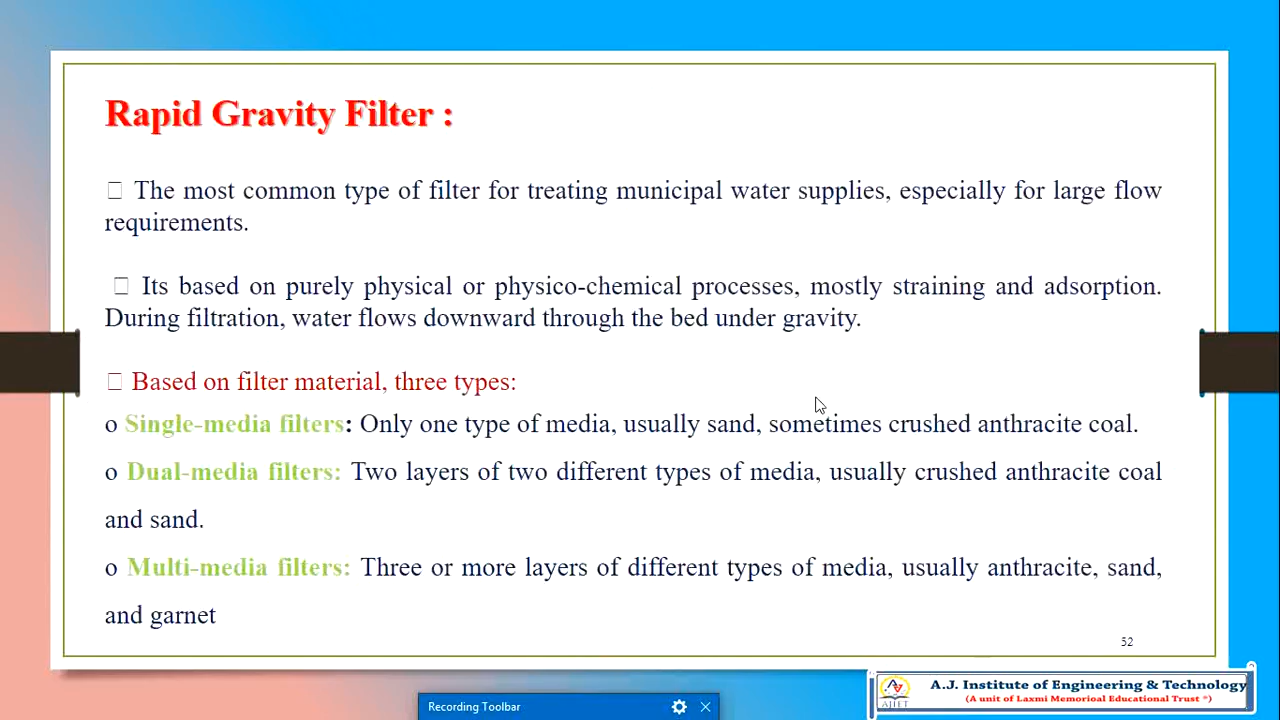 Rapid Gravity Filter :
The most common type of filter for treating municipal water supplies, especially for large flow
requirements.
Its based on purely physical or physico-chemical processes, mostly straining and adsorption.
During filtration, water flows downward through the bed under gravity.
Based on filter material, three types:
o Single-media filters: Only one type of media, usually sand, sometimes crushed anthracite coal.
o Dual-media filters: Two layers of two different types of media, usually crushed anthracite coal
and sand.
o Multi-media filters: Three or more layers of different types of media, usually anthracite, sand,
and garnet
52
A.J. Institute of Engineering & Technology
(A unit of Laxmi Memorieal Educational Trust ®)
AJIET
Recording Toolbar